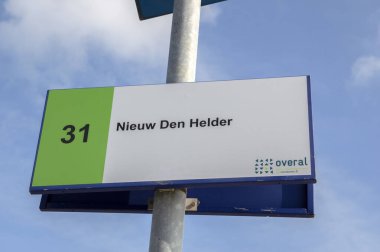 31
Nieuw Den Helder
overal